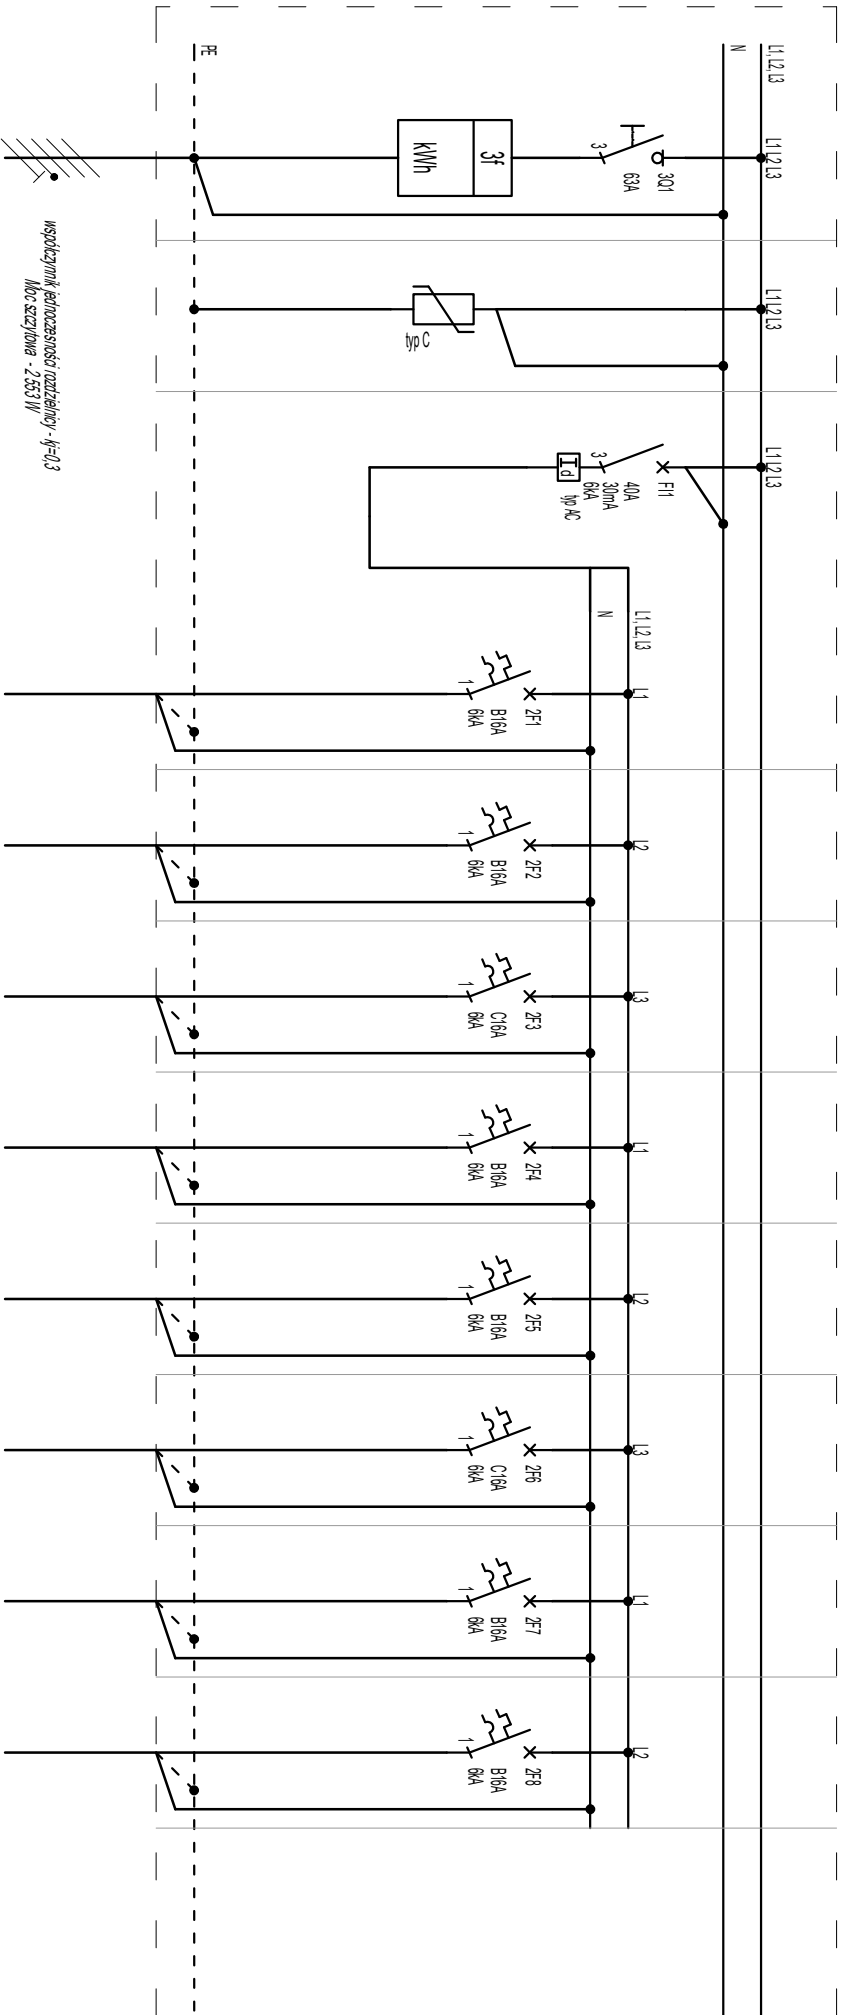 L1, L2, L3
N
PE
L1 L2 L3
3Q1
63A
3
3f
kWh
współczynnik jednoczesności rozdzielnicy - kj=0,3
Moc szczytowa - 2 553 W
L1 L2 L3
typ C
L1 L2 L3
FI1
40A
30mA
6kA
typ AC
3
Id
L1, L2, L3
N
L1
2F1
B16A
6kA
1
L2
2F2
B16A
6kA
1
L3
2F3
C16A
6kA
1
L1
2F4
B16A
6kA
1
L2
2F5
B16A
6kA
1
L3
2F6
C16A
6kA
1
L1
2F7
B16A
6kA
1
L2
2F8
B16A
6kA
1